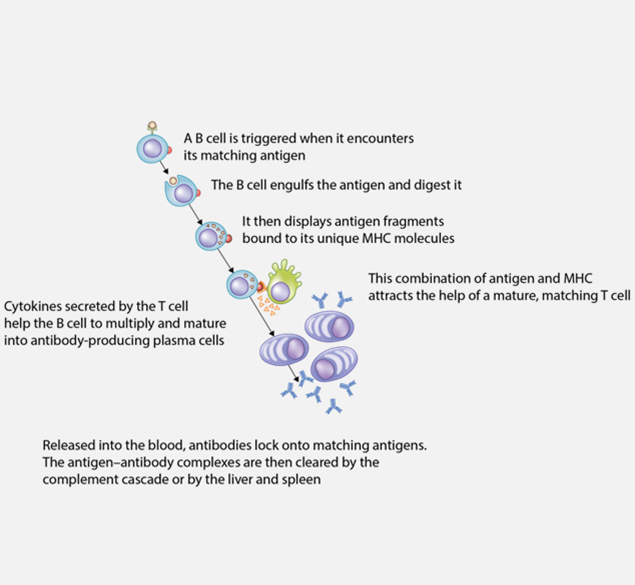 A B cell is triggered when it encounters
its matching antigen
The B cell engulfs the antigen and digest it
It then displays antigen fragments
bound to its unique MHC molecules
This combination of antigen and MHC
attracts the help of a mature, matching T cell
Cytokines secreted by the T cell
help the B cell to multiply and mature
into antibody-producing plasma cells
Released into the blood, antibodies lock onto matching antigens.
The antigen–antibody complexes are then cleared by the
complement cascade or by the liver and spleen